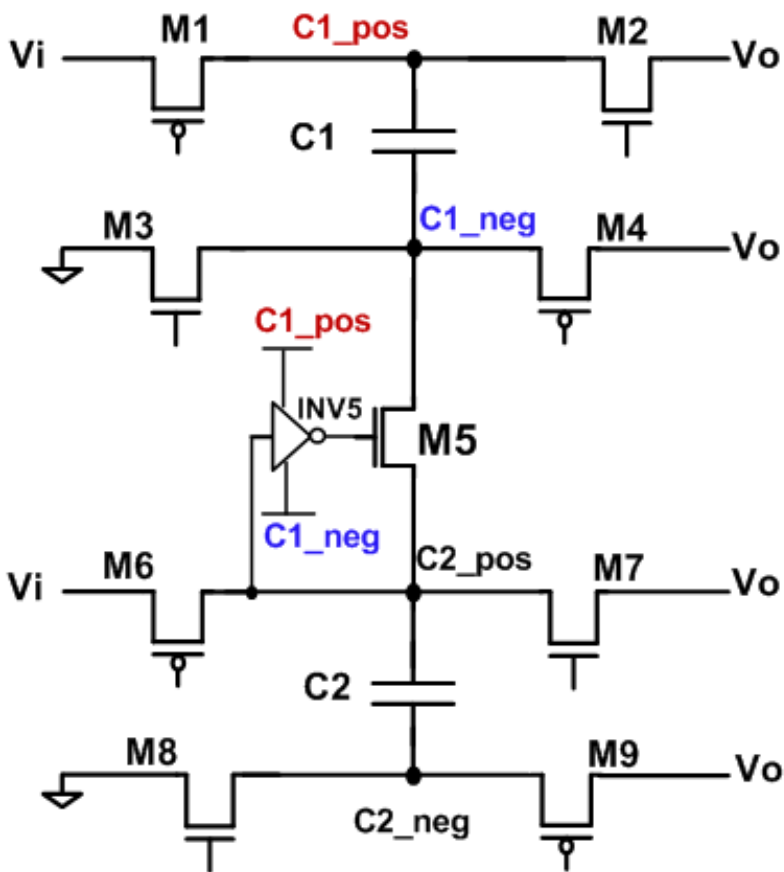 Vi M1 C1_pos M2 Vo
C1
M3 C1_neg M4 Vo
C1_pos
INV5 M5
C1_neg
Vi M6 C2_pos M7 Vo
C2
M8 C2_neg M9 Vo